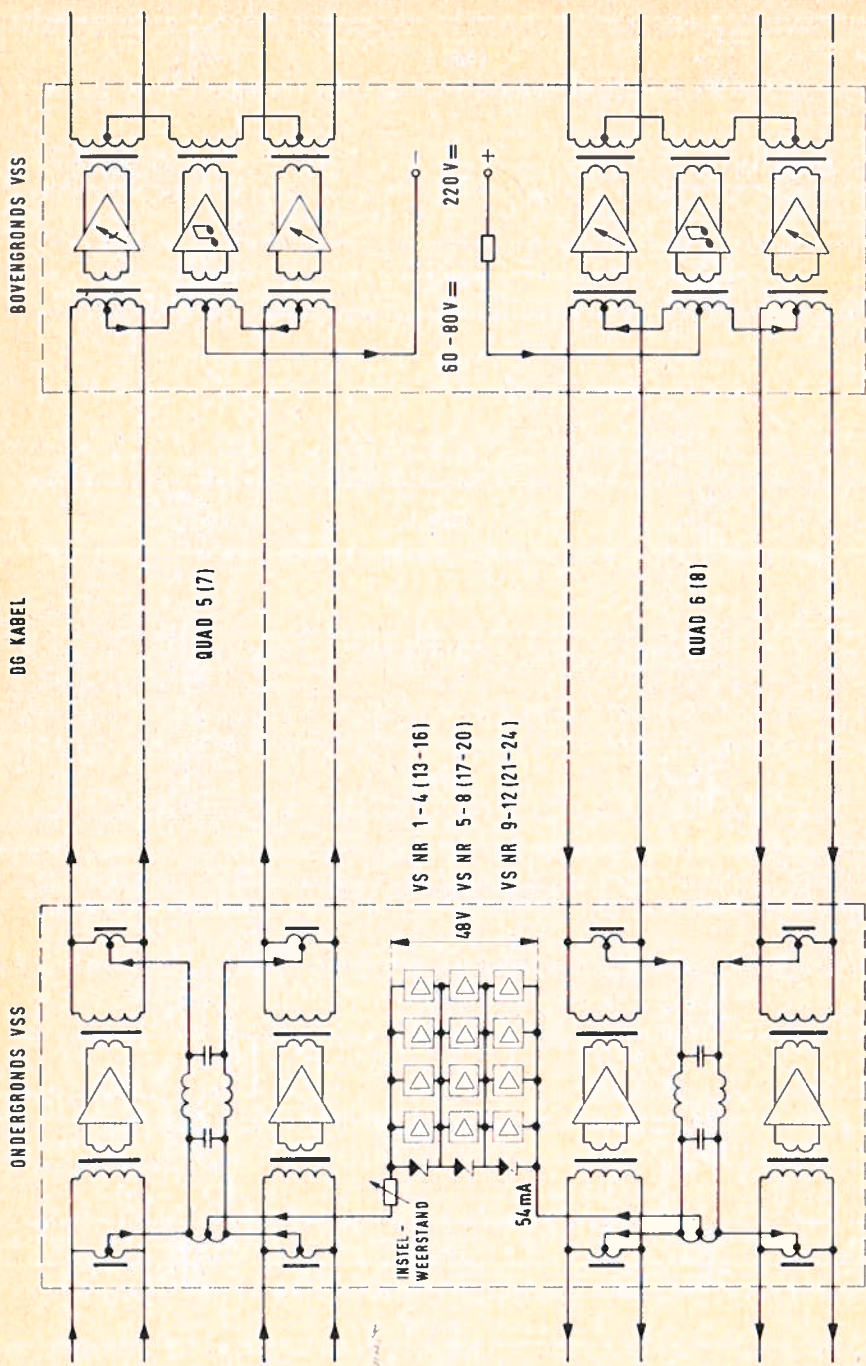 BOVENGRONDS VSS
DG KABEL
ONDERGRONDS VSS
-
220 V =
+
60 - 80 V =
QUAD 5 (7)
QUAD 6 (8)
VS NR 1 - 4 (13 - 16)
VS NR 5 - 8 (17 - 20)
VS NR 9 - 12 (21 - 24)
48V
INSTEL-
WEERSTAND
54 mA